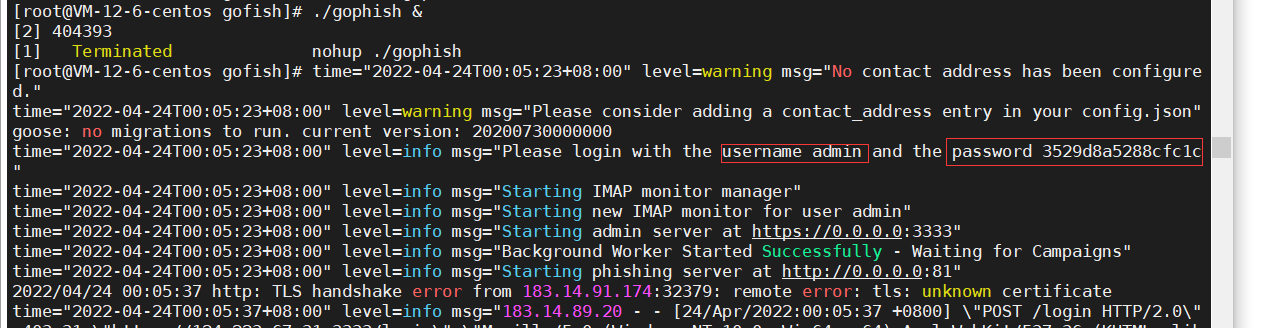 [root@VM-12-6-centos gofish]# ./gophish &
[2] 404393
[1]   Terminated              nohup ./gophish
[root@VM-12-6-centos gofish]# time="2022-04-24T00:05:23+08:00" level=warning msg="No contact address has been configure
d."
time="2022-04-24T00:05:23+08:00" level=warning msg="Please consider adding a contact_address entry in your config.json"
goose: no migrations to run. current version: 20200730000000
time="2022-04-24T00:05:23+08:00" level=info msg="Please login with the username admin and the password 3529d8a5288cfc1c
"
time="2022-04-24T00:05:23+08:00" level=info msg="Starting IMAP monitor manager"
time="2022-04-24T00:05:23+08:00" level=info msg="Starting new IMAP monitor for user admin"
time="2022-04-24T00:05:23+08:00" level=info msg="Starting admin server at https://0.0.0.0:3333"
time="2022-04-24T00:05:23+08:00" level=info msg="Background Worker Started Successfully - Waiting for Campaigns"
time="2022-04-24T00:05:23+08:00" level=info msg="Starting phishing server at http://0.0.0.0:81"
2022/04/24 00:05:37 http: TLS handshake error from 183.14.91.174:32379: remote error: tls: unknown certificate
time="2022-04-24T00:05:37+08:00" level=info msg="183.14.89.20 - - [24/Apr/2022:00:05:37 +0800] \"POST /login HTTP/2.0\"